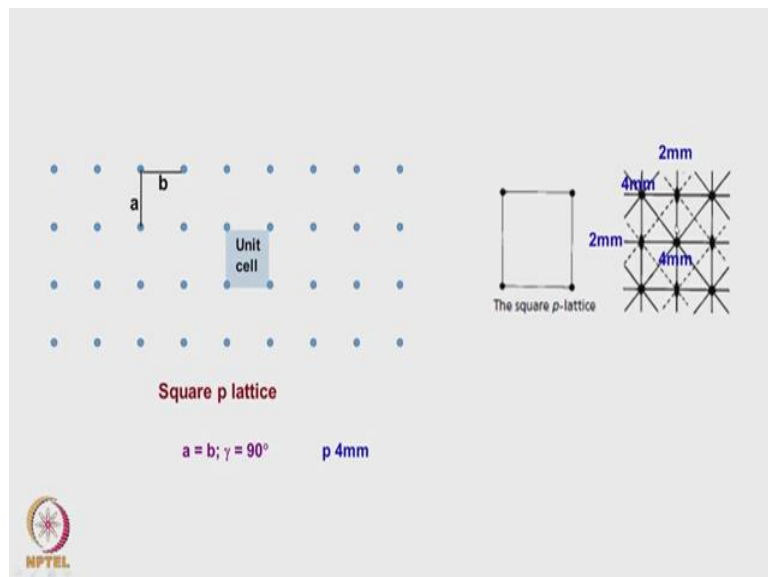 2mm
4mm
b
a
2mm
Unit
cell
4mm
The square p-lattice
Square p lattice
a = b; γ = 90° p 4mm
NPTEL